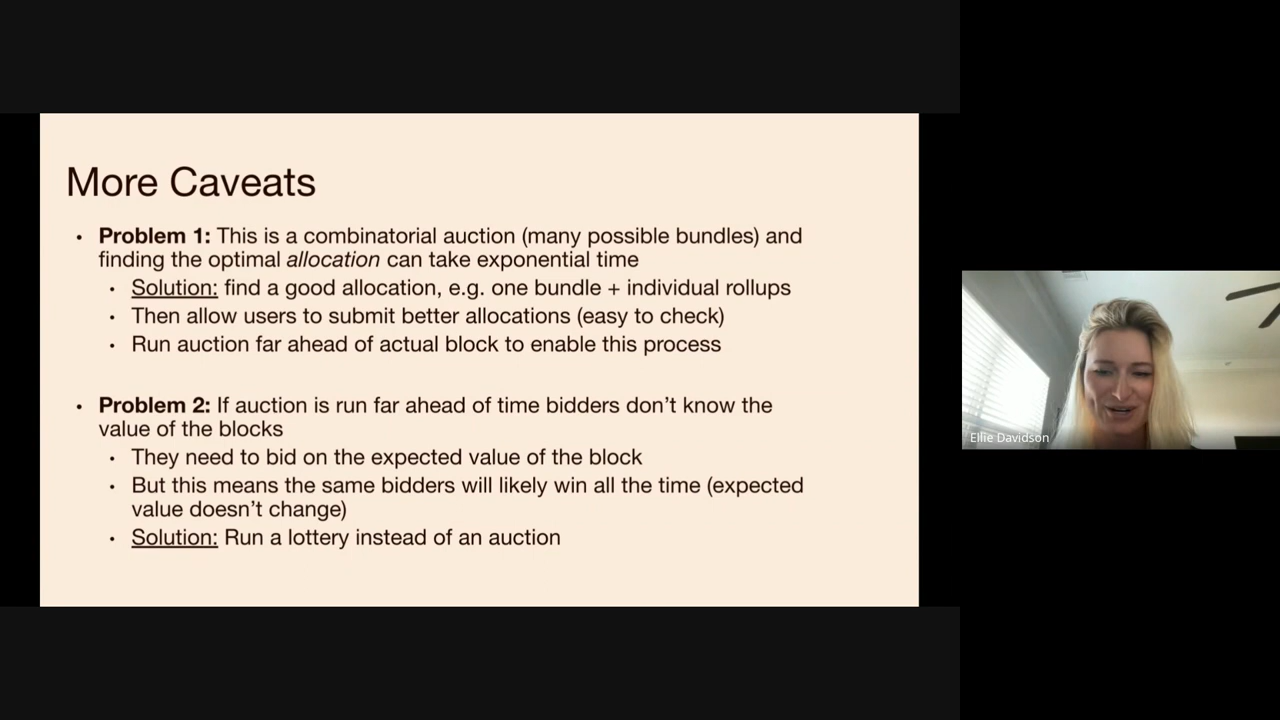 More Caveats
• Problem 1: This is a combinatorial auction (many possible bundles) and
finding the optimal allocation can take exponential time
• Solution: find a good allocation, e.g. one bundle + individual rollups
• Then allow users to submit better allocations (easy to check)
• Run auction far ahead of actual block to enable this process
• Problem 2: If auction is run far ahead of time bidders don’t know the
value of the blocks
• They need to bid on the expected value of the block
• But this means the same bidders will likely win all the time (expected
value doesn’t change)
• Solution: Run a lottery instead of an auction
Ellie Davidson